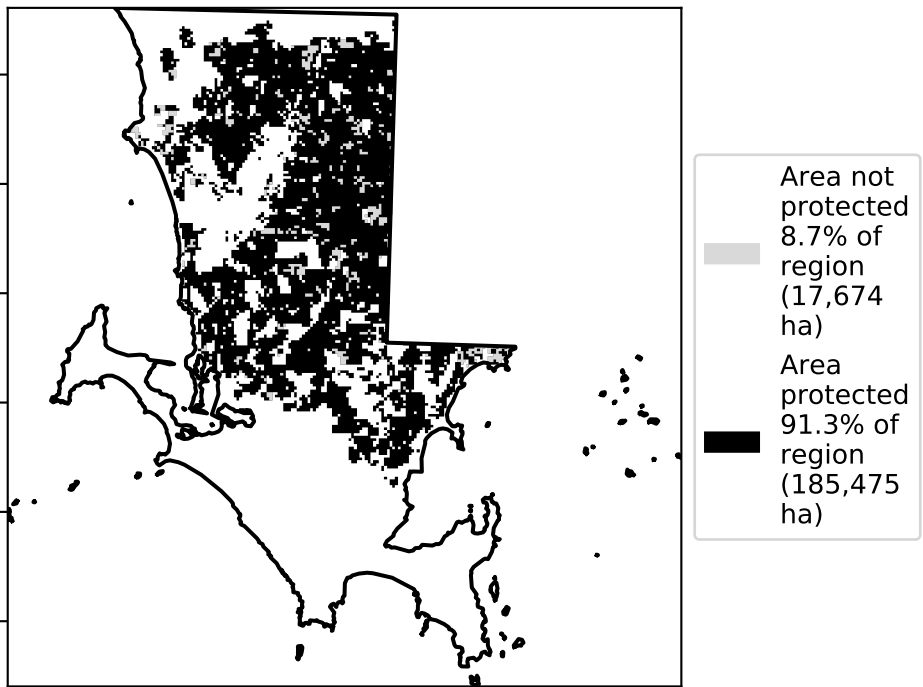 Area not
protected
8.7% of
region
(17,674
ha)
Area
protected
91.3% of
region
(185,475
ha)